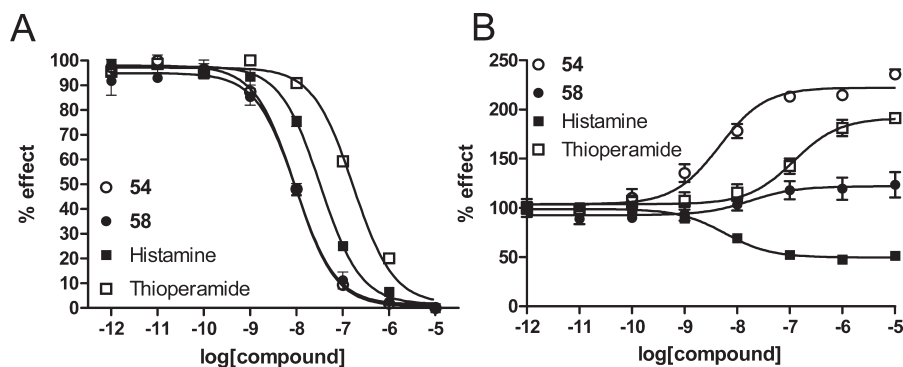 A
100
90
80
70
60
50
40
30
20
10
0
% effect
54
58
Histamine
Thioperamide
-12 -11 -10 -9 -8 -7 -6 -5
log[compound]
B
250
200
150
100
50
0
% effect
54
58
Histamine
Thioperamide
-12 -11 -10 -9 -8 -7 -6 -5
log[compound]